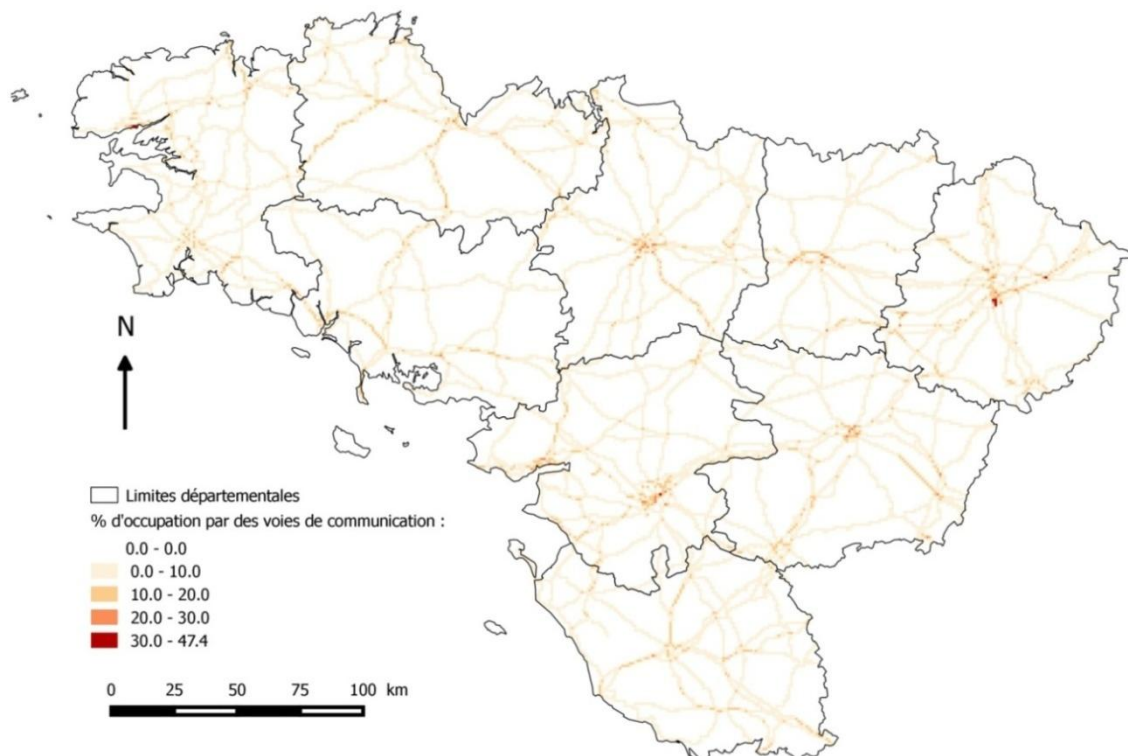 N
Limites départementales
% d'occupation par des voies de communication :
0.0 - 0.0
0.0 - 10.0
10.0 - 20.0
20.0 - 30.0
30.0 - 47.4
0 25 50 75 100 km